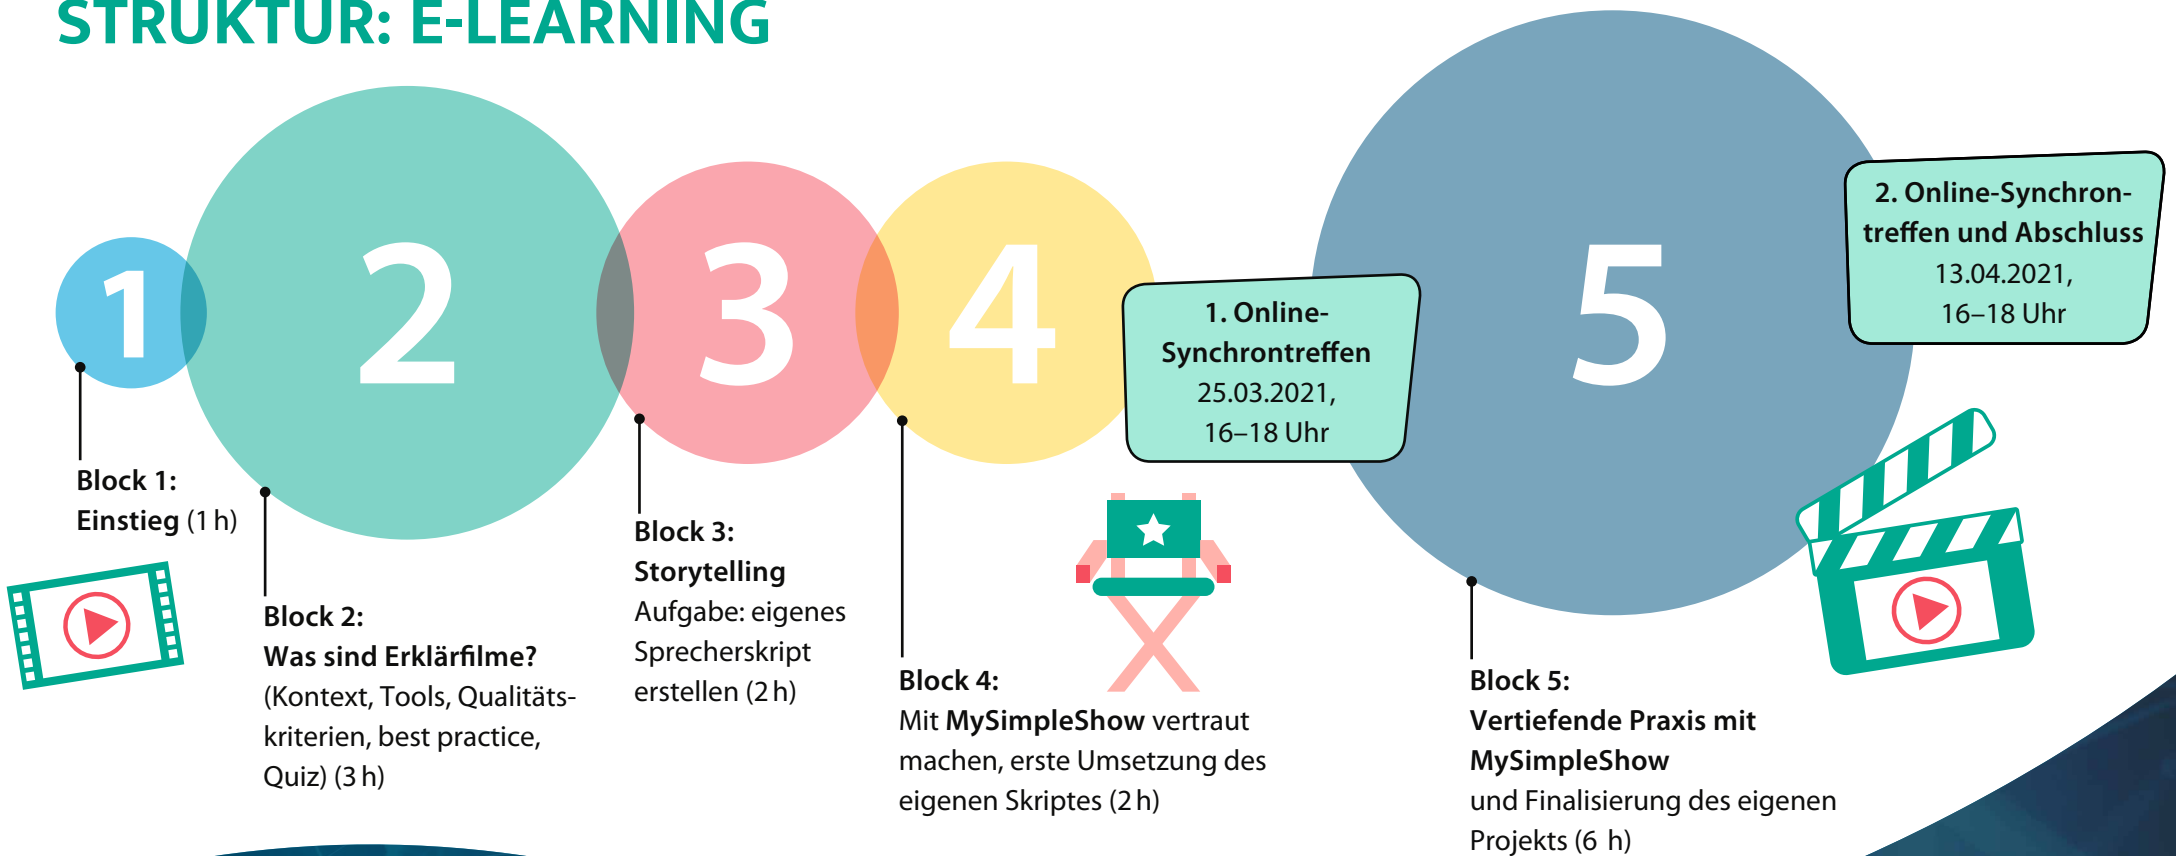 STRUKTUR: E-LEARNING
1
2
3
4
5
Block 1:
Einstieg (1 h)
Block 2:
Was sind Erklärfilme?
(Kontext, Tools, Qualitäts-
kriterien, best practice,
Quiz) (3 h)
Block 3:
Storytelling
Aufgabe: eigenes
Sprecherskript
erstellen (2 h)
Block 4:
Mit MySimpleShow vertraut
machen, erste Umsetzung des
eigenen Skriptes (2 h)
1. Online-
Synchrontreffen
25.03.2021,
16–18 Uhr
Block 5:
Vertiefende Praxis mit
MySimpleShow
und Finalisierung des eigenen
Projekts (6 h)
2. Online-Synchron-
treffen und Abschluss
13.04.2021,
16–18 Uhr